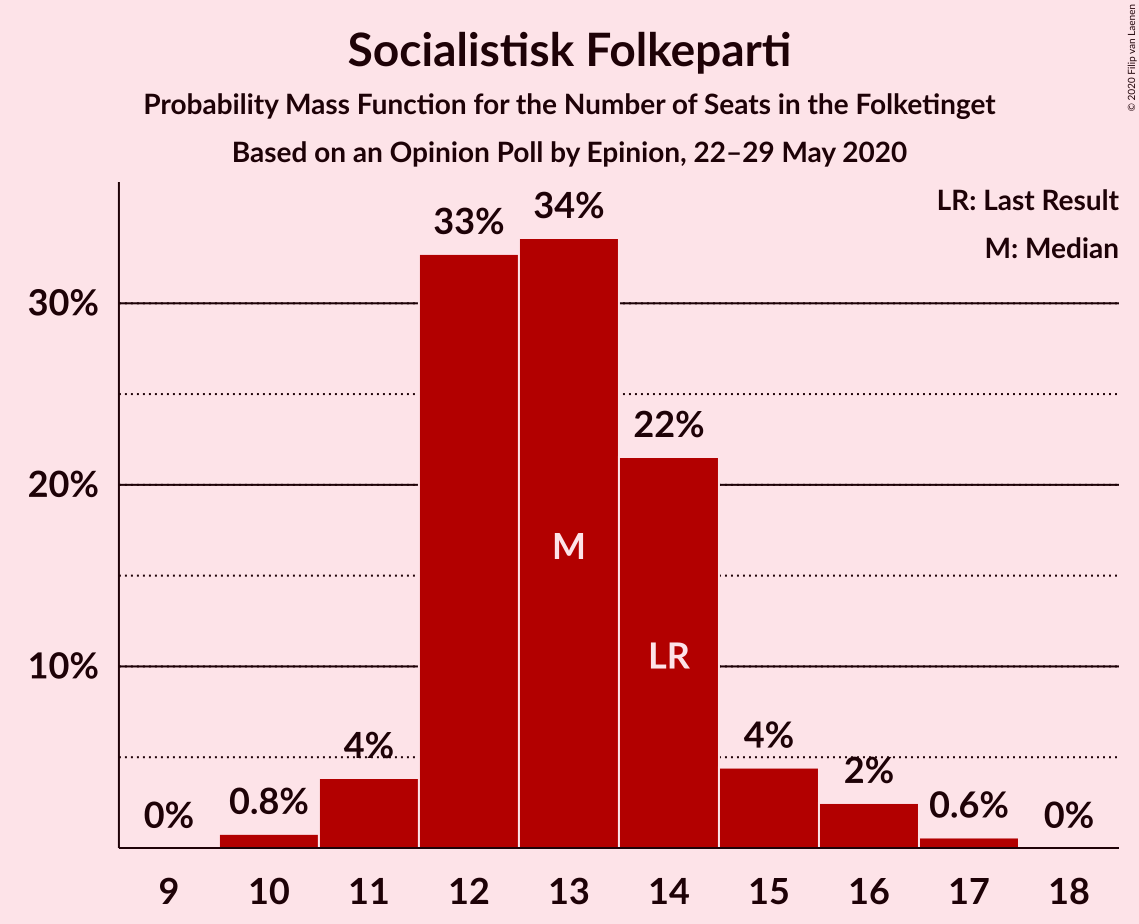 Socialistisk Folkeparti
Probability Mass Function for the Number of Seats in the Folketinget
Based on an Opinion Poll by Epinion, 22–29 May 2020
© 2020 Filip van Laenen
LR: Last Result
M: Median
30%
20%
10%
0%
0.8%
4%
33%
34%
22%
4%
2%
0.6%
0%
M
LR
9
10
11
12
13
14
15
16
17
18